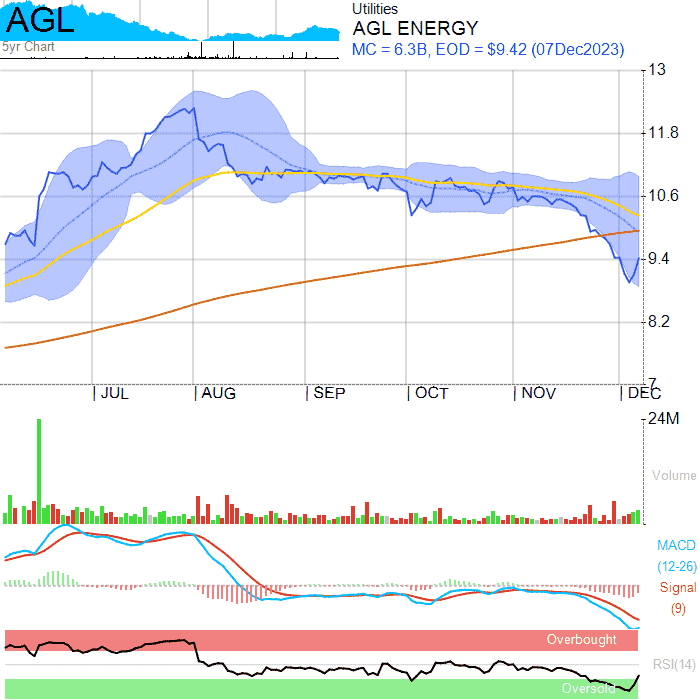 AGL
5yr Chart
Utilities
AGL ENERGY
MC = 6.3B, EOD = $9.42 (07Dec2023)
13
11.8
10.6
9.4
8.2
7
JUL
AUG
SEP
OCT
NOV
DEC
24M
Volume
MACD
(12-26)
Signal
(9)
Overbought
RSI(14)
Oversold